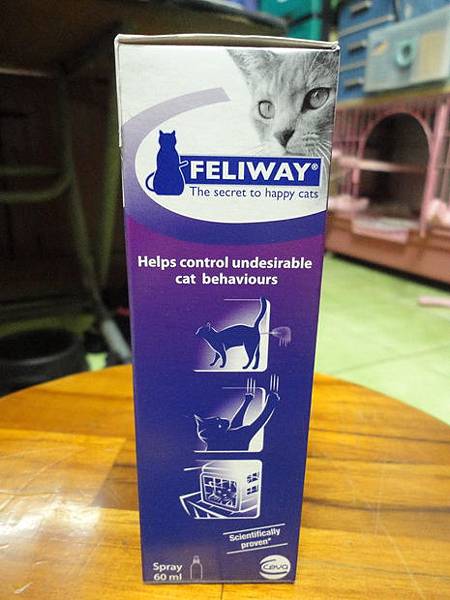 FELIWAY®
The secret to happy cats
Helps control undesirable
cat behaviours
Scientifically
proven*
Spray
60 ml
Ceva